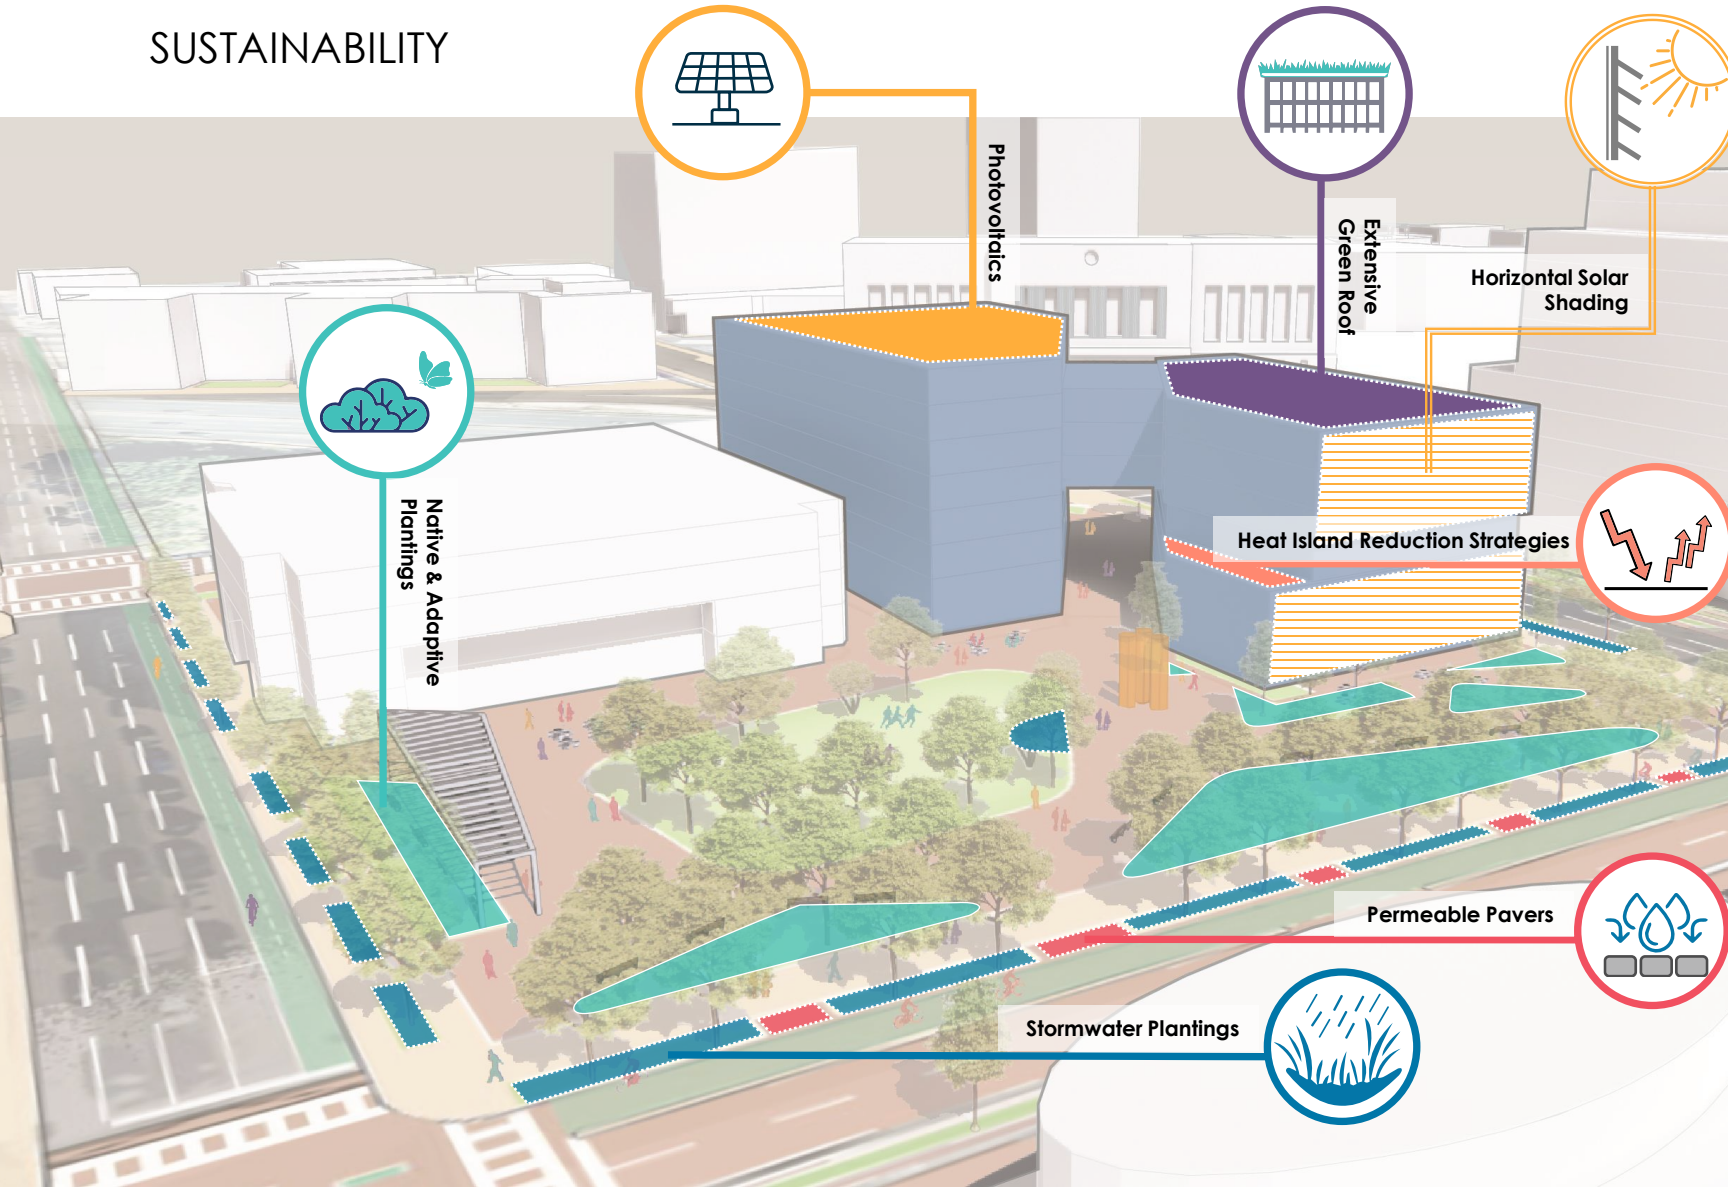 SUSTAINABILITY
Photovoltaics
Extensive
Green Roof
Horizontal Solar
Shading
Native & Adaptive
Plantings
Heat Island Reduction Strategies
Permeable Pavers
Stormwater Plantings